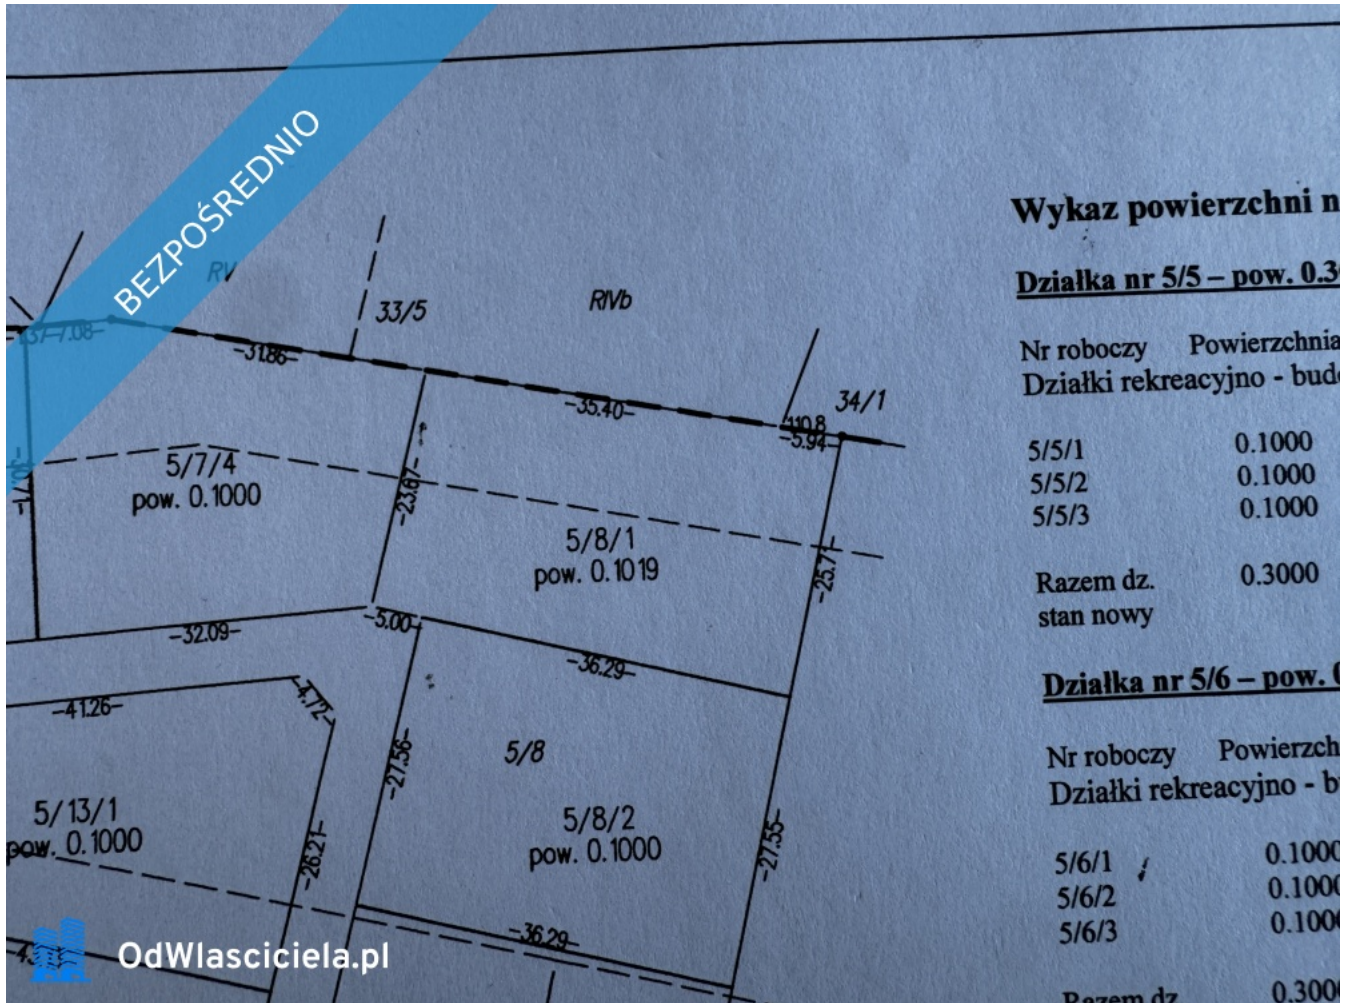 BEZPOŚREDNIO
RV
33/5
RIVb
34/1
-7.08-
-31.86-
-35.40-
110.8
-5.94-
5/7/4
pow. 0.1000
-23.67-
5/8/1
pow. 0.1019
-25.71-
-32.09-
-5.00-
-36.29-
-41.26-
-4.72-
-27.56-
5/8
5/13/1
pow. 0.1000
-26.21-
5/8/2
pow. 0.1000
-27.55-
-36.29-
Wykaz powierzchni n
Działka nr 5/5 – pow. 0.3
Nr roboczy Powierzchnia
Działki rekreacyjno - bud
5/5/1 0.1000
5/5/2 0.1000
5/5/3 0.1000
Razem dz. 0.3000
stan nowy
Działka nr 5/6 – pow. 0
Nr roboczy Powierzch
Działki rekreacyjno - b
5/6/1 0.1000
5/6/2 0.1000
5/6/3 0.1000
Razem dz. 0.3000
OdWlasciciela.pl